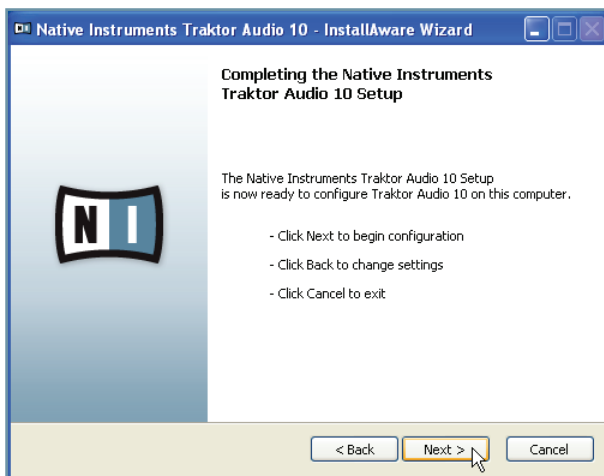 Native Instruments Traktor Audio 10 - InstallAware Wizard
Completing the Native Instruments
Traktor Audio 10 Setup
The Native Instruments Traktor Audio 10 Setup
is now ready to configure Traktor Audio 10 on this computer.
- Click Next to begin configuration
- Click Back to change settings
- Click Cancel to exit
N I
< Back Next > Cancel